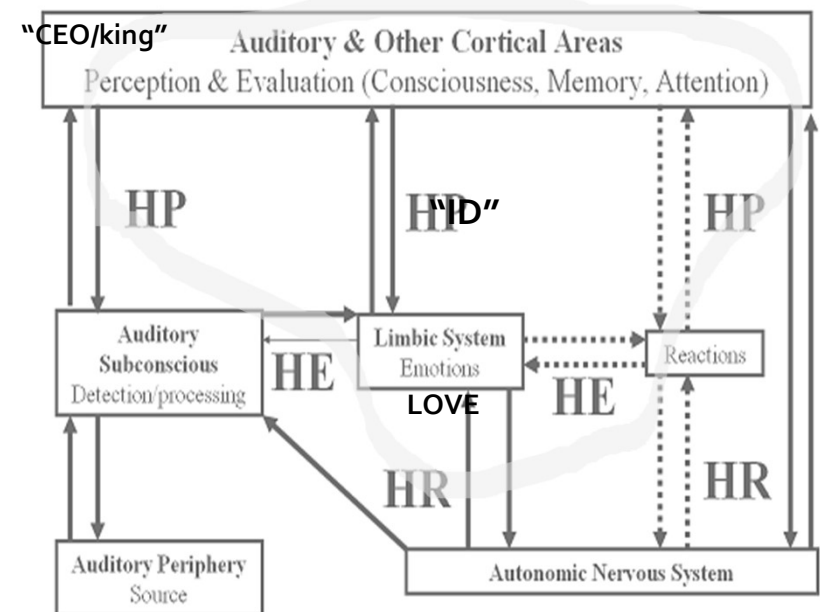 “CEO/king”
Auditory & Other Cortical Areas
Perception & Evaluation (Consciousness, Memory, Attention)
HP
HP
“ID”
HP
Auditory
Subconscious
Detection/processing
Limbic System
Emotions
Reactions
HE
HE
LOVE
HR
HR
Auditory Periphery
Source
Autonomic Nervous System